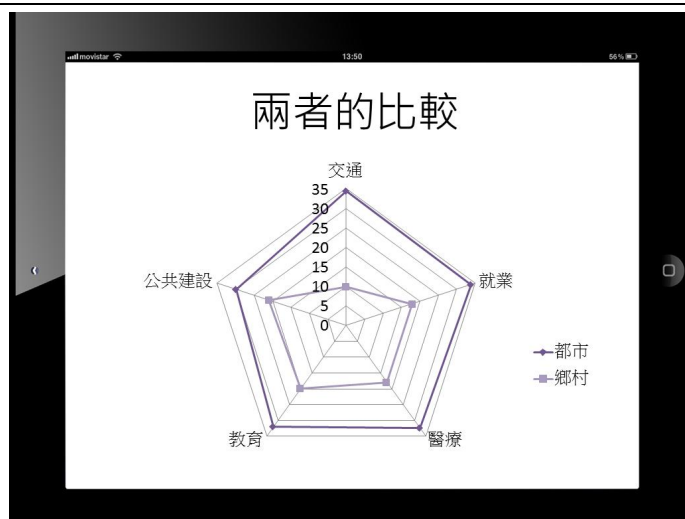 movistar
13:50
56 %
兩者的比較
交通
35
30
25
20
15
10
5
0
公共建設
就業
都市
鄉村
教育
醫療